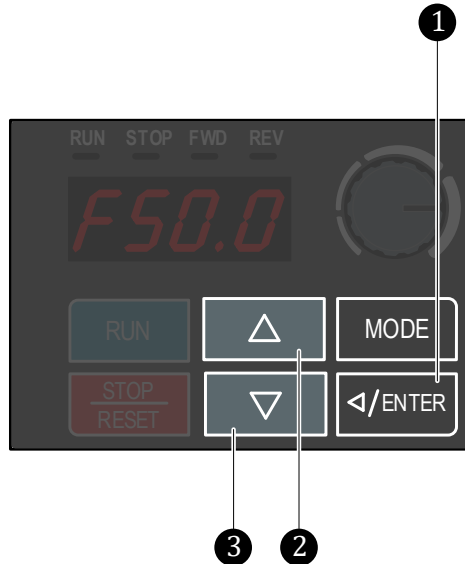 1
RUN STOP FWD REV
F50.0
RUN
MODE
STOP
RESET
/ENTER
3 2